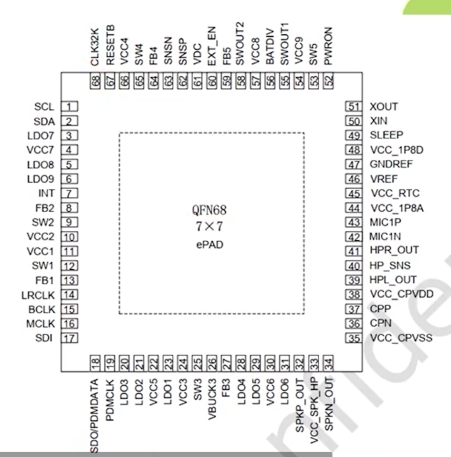 68 CLK32K
67 RESETB
66 VCC4
65 SW4
64 FB4
63 SNSN
62 SNSP
61 VDC
60 EXT_EN
59 FB5
58 SWOUT2
57 VCC8
56 BATDIV
55 SWOUT1
54 VCC9
53 SW5
52 PWRON
SCL 1
SDA 2
LDO7 3
VCC7 4
LDO8 5
LDO9 6
INT 7
FB2 8
SW2 9
VCC2 10
VCC1 11
SW1 12
FB1 13
LRCLK 14
BCLK 15
MCLK 16
SDI 17
QFN68
7×7
ePAD
51 XOUT
50 XIN
49 SLEEP
48 VCC_1P8D
47 GNDREF
46 VREF
45 VCC_RTC
44 VCC_1P8A
43 MIC1P
42 MIC1N
41 HPR_OUT
40 HP_SNS
39 HPL_OUT
38 VCC_CPVDD
37 CPP
36 CPN
35 VCC_CPVSS
SDO/PDMDATA 18
PDMCLK 19
LDO3 20
LDO2 21
VCC5 22
LDO1 23
VCC3 24
SW3 25
VBUCK3 26
FB3 27
LDO4 28
LDO5 29
VCC6 30
LDO6 31
SPKP_OUT 32
VCC_SPK_HP 33
SPKN_OUT 34